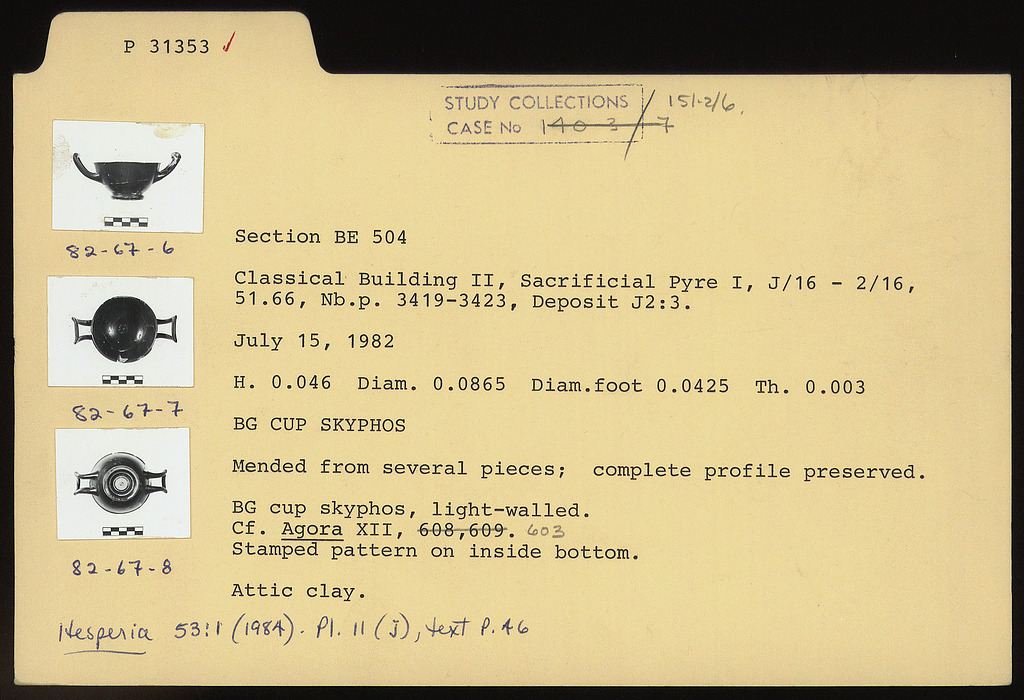 P 31353 ✓
STUDY COLLECTIONS / 151-2/6.
CASE No 140 3 7
82-67-6
Section BE 504
Classical Building II, Sacrificial Pyre I, J/16 - 2/16,
51.66, Nb.p. 3419-3423, Deposit J2:3.
July 15, 1982
82-67-7
H. 0.046 Diam. 0.0865 Diam.foot 0.0425 Th. 0.003
BG CUP SKYPHOS
Mended from several pieces; complete profile preserved.
BG cup skyphos, light-walled.
Cf. Agora XII, 608,609. 603
Stamped pattern on inside bottom.
82-67-8
Attic clay.
Hesperia 53:1 (1984). Pl. 11 (j), text P. 46